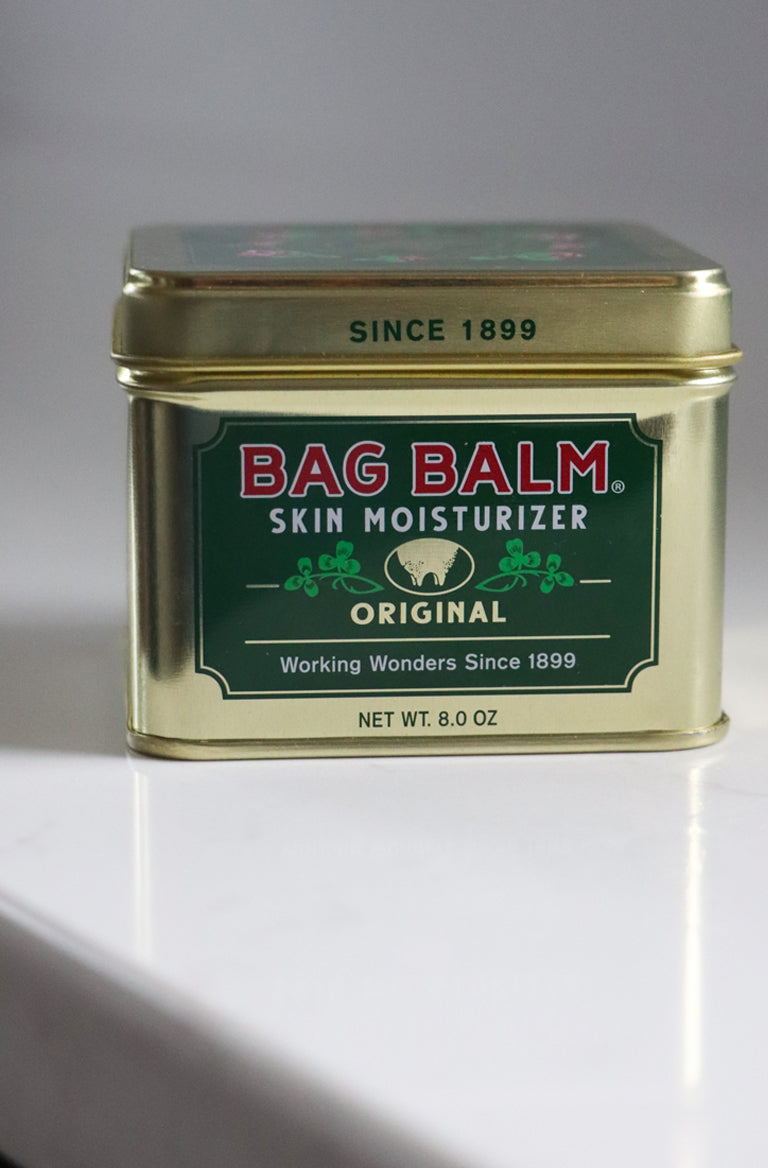 SINCE 1899
BAG BALM®
SKIN MOISTURIZER
ORIGINAL
Working Wonders Since 1899
NET WT. 8.0 OZ